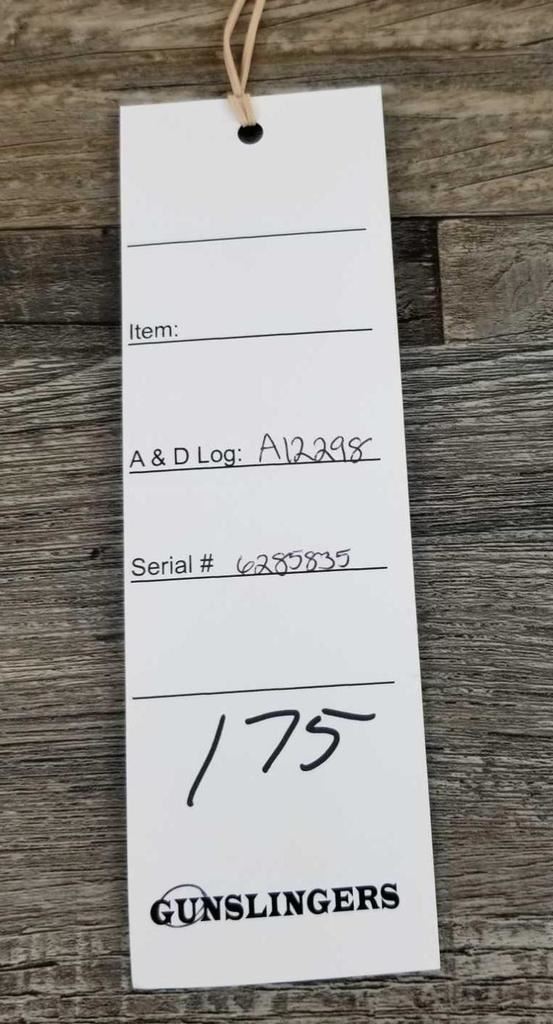 Item:
A & D Log: A12298
Serial # 6285835
175
GUNSLINGERS